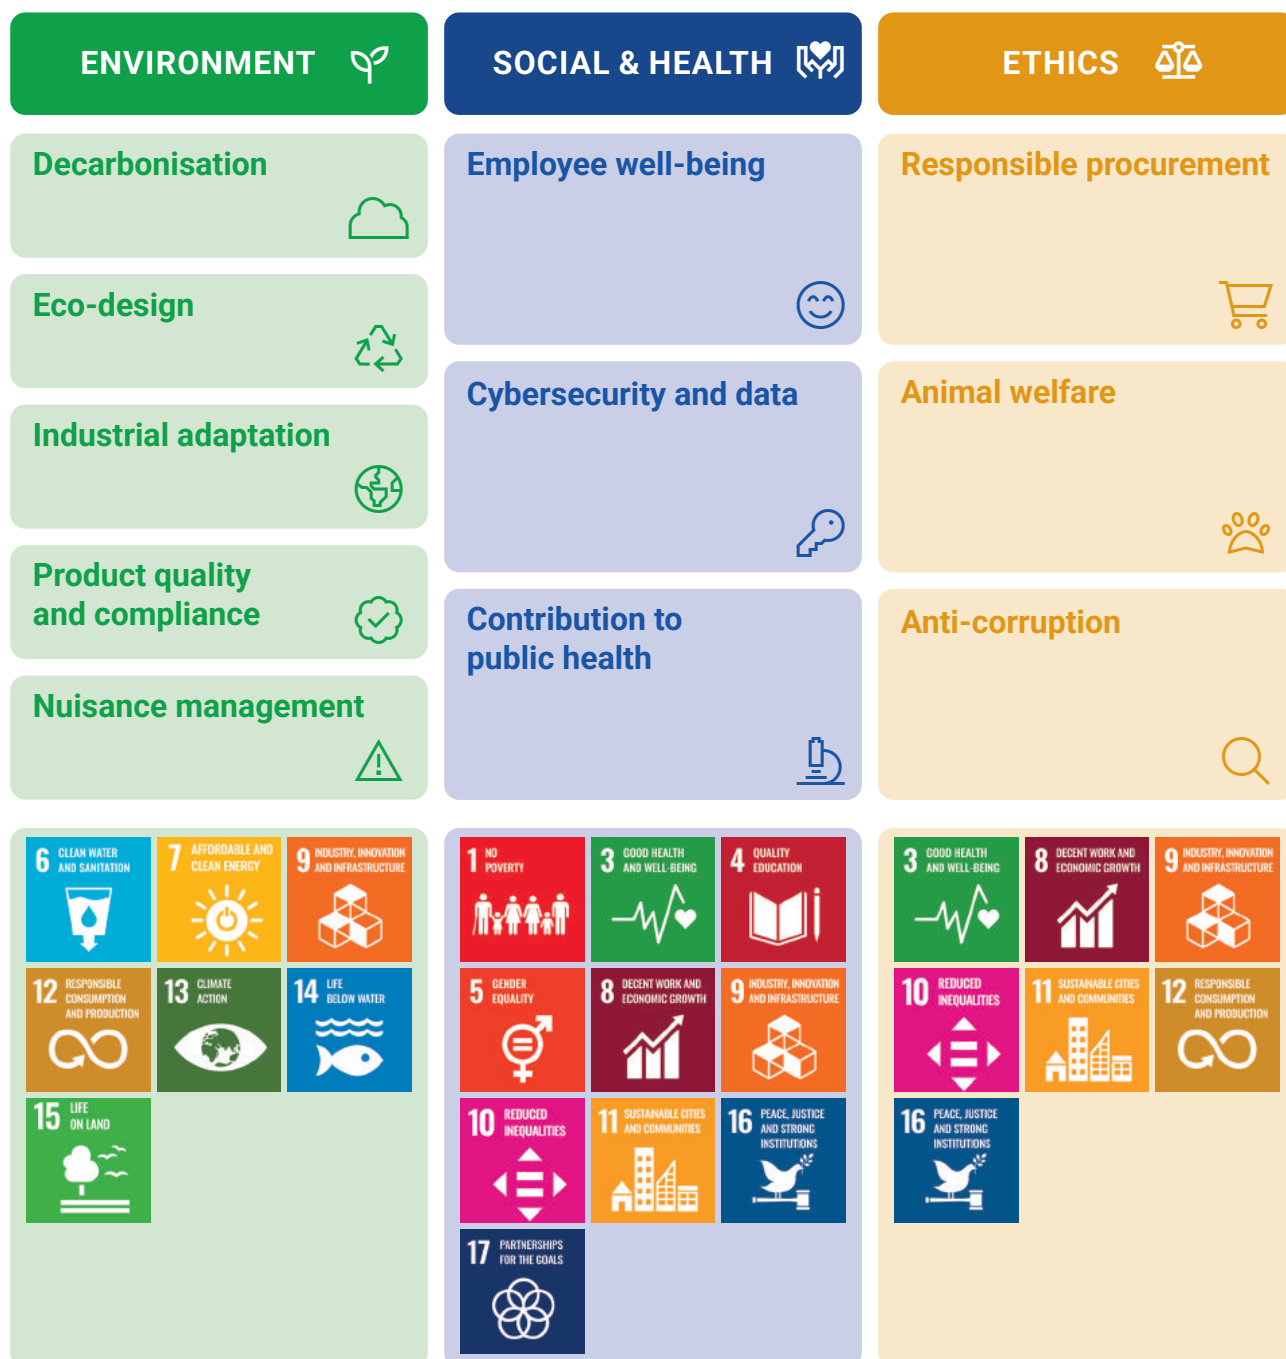 ENVIRONMENT
Decarbonisation
Eco-design
Industrial adaptation
Product quality
and compliance
Nuisance management
6 CLEAN WATER
AND SANITATION
7 AFFORDABLE AND
CLEAN ENERGY
9 INDUSTRY, INNOVATION
AND INFRASTRUCTURE
12 RESPONSIBLE
CONSUMPTION
AND PRODUCTION
13 CLIMATE
ACTION
14 LIFE
BELOW WATER
15 LIFE
ON LAND
SOCIAL & HEALTH
Employee well-being
Cybersecurity and data
Contribution to
public health
1 NO
POVERTY
3 GOOD HEALTH
AND WELL-BEING
4 QUALITY
EDUCATION
5 GENDER
EQUALITY
8 DECENT WORK AND
ECONOMIC GROWTH
9 INDUSTRY, INNOVATION
AND INFRASTRUCTURE
10 REDUCED
INEQUALITIES
11 SUSTAINABLE CITIES
AND COMMUNITIES
16 PEACE, JUSTICE
AND STRONG
INSTITUTIONS
17 PARTNERSHIPS
FOR THE GOALS
ETHICS
Responsible procurement
Animal welfare
Anti-corruption
3 GOOD HEALTH
AND WELL-BEING
8 DECENT WORK AND
ECONOMIC GROWTH
9 INDUSTRY, INNOVATION
AND INFRASTRUCTURE
10 REDUCED
INEQUALITIES
11 SUSTAINABLE CITIES
AND COMMUNITIES
12 RESPONSIBLE
CONSUMPTION
AND PRODUCTION
16 PEACE, JUSTICE
AND STRONG
INSTITUTIONS